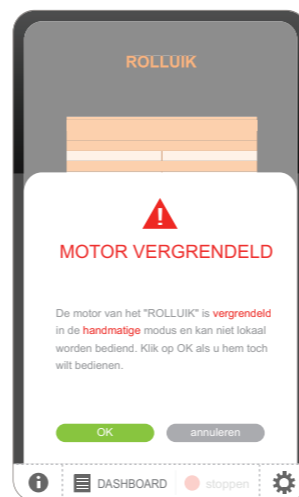 ROLLUIK
MOTOR VERGRENDELD
De motor van het "ROLLUIK" is vergrendeld
in de handmatige modus en kan niet lokaal
worden bediend. Klik op OK als u hem toch
wilt bedienen.
OK annuleren
DASHBOARD stoppen